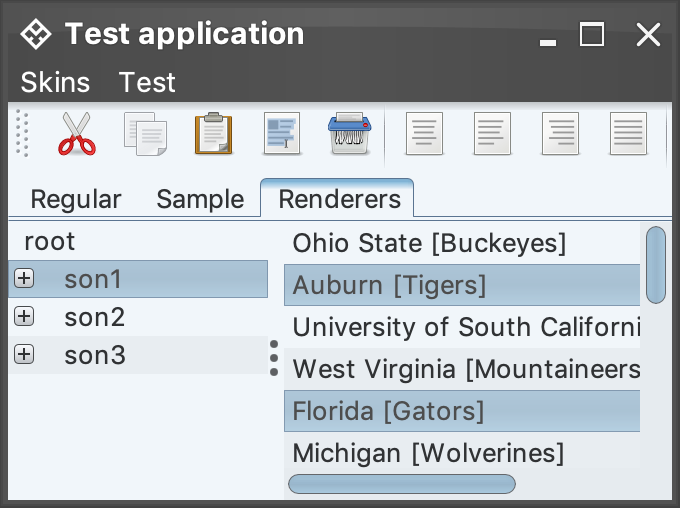 Test application
Skins Test
Regular Sample Renderers
root
son1
son2
son3
Ohio State [Buckeyes]
Auburn [Tigers]
University of South Californi
West Virginia [Mountaineers
Florida [Gators]
Michigan [Wolverines]